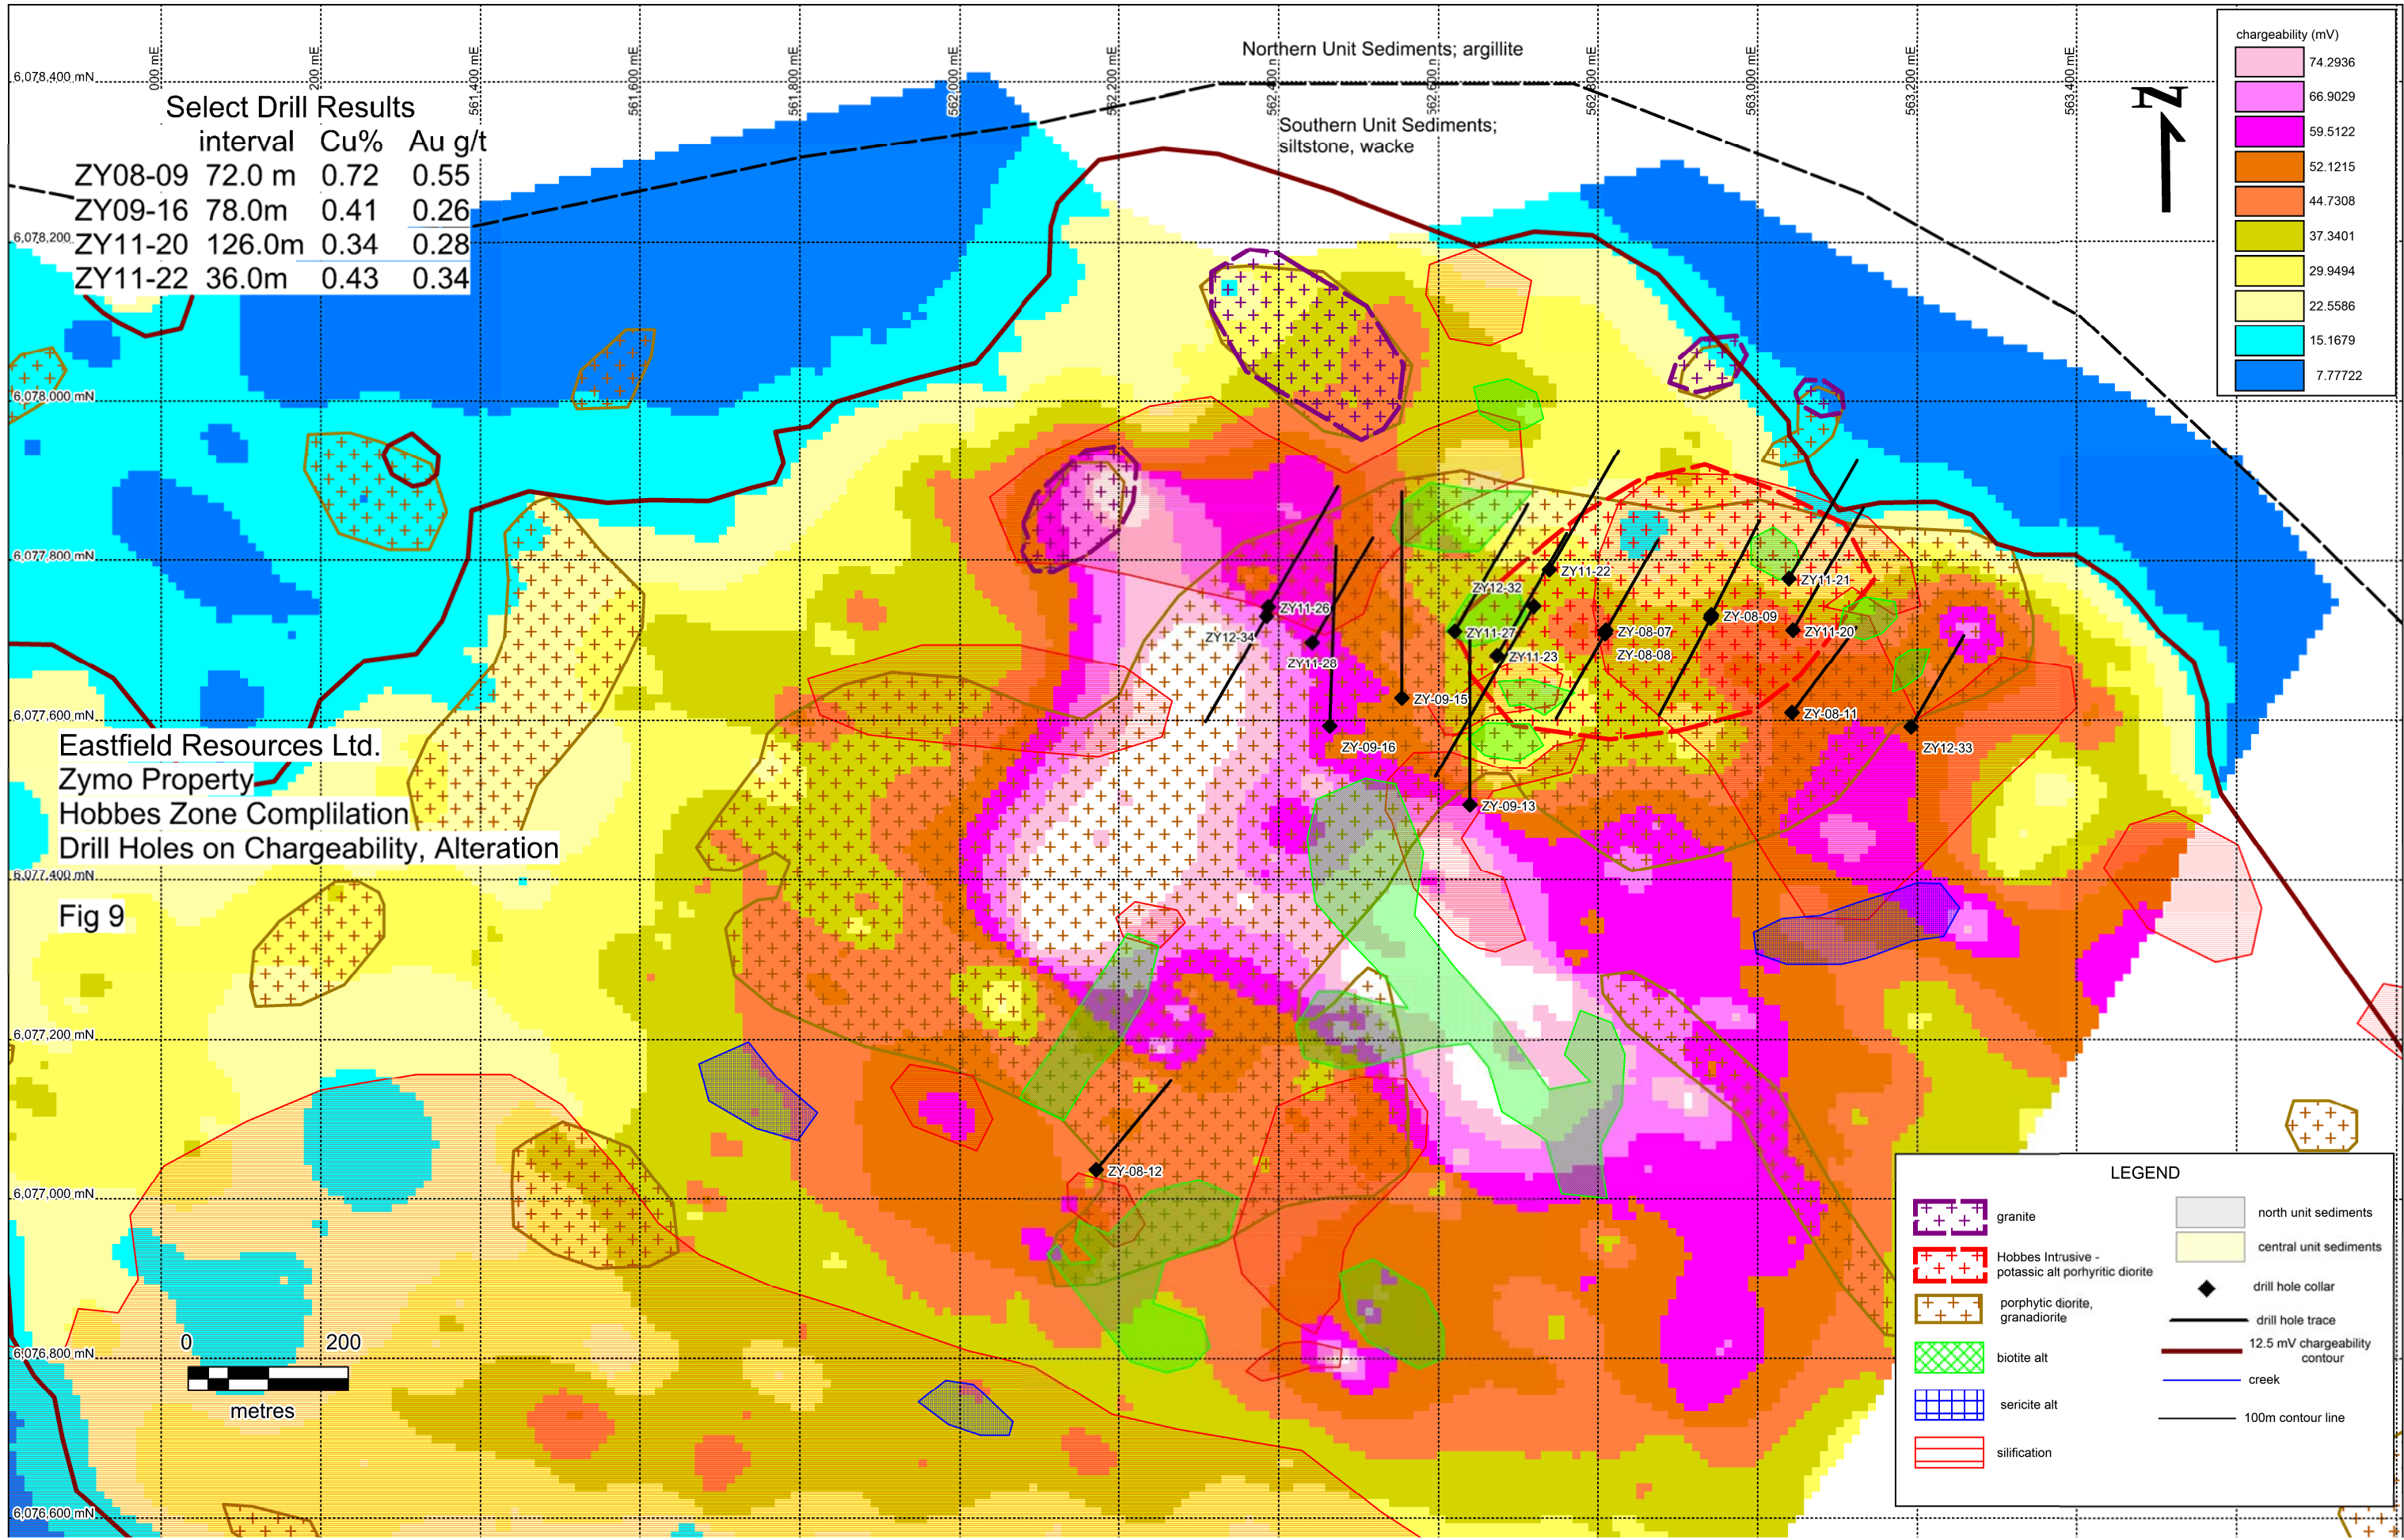 Northern Unit Sediments; argillite
Southern Unit Sediments;
siltstone, wacke
000 mE
200 mE
561,400 mE
561,600 mE
561,800 mE
562,000 mE
562,200 mE
562,400 n
562,600 n
562,800 mE
563,000 mE
563,200 mE
563,400 mE
6,078,400 mN
6,078,200
6,078,000 mN
6,077,800 mN
6,077,600 mN
6,077,400 mN
6,077,200 mN
6,077,000 mN
6,076,800 mN
6,076,600 mN
Select Drill Results
interval Cu% Au g/t
ZY08-09 72.0 m 0.72 0.55
ZY09-16 78.0m 0.41 0.26
ZY11-20 126.0m 0.34 0.28
ZY11-22 36.0m 0.43 0.34
N
chargeability (mV)
74.2936
66.9029
59.5122
52.1215
44.7308
37.3401
29.9494
22.5586
15.1679
7.77722
ZY11-22
ZY11-21
ZY12-32
ZY11-26
ZY12-34
ZY11-28
ZY11-27
ZY11-23
ZY-08-07
ZY-08-08
ZY-08-09
ZY11-20
ZY-09-15
ZY-09-16
ZY-08-11
ZY12-33
ZY-09-13
ZY-08-12
Eastfield Resources Ltd.
Zymo Property
Hobbes Zone Complilation
Drill Holes on Chargeability, Alteration
Fig 9
0 200
metres
LEGEND
granite
Hobbes Intrusive -
potassic alt porhyritic diorite
porphytic diorite,
granadiorite
biotite alt
sericite alt
silification
north unit sediments
central unit sediments
drill hole collar
drill hole trace
12.5 mV chargeability
contour
creek
100m contour line